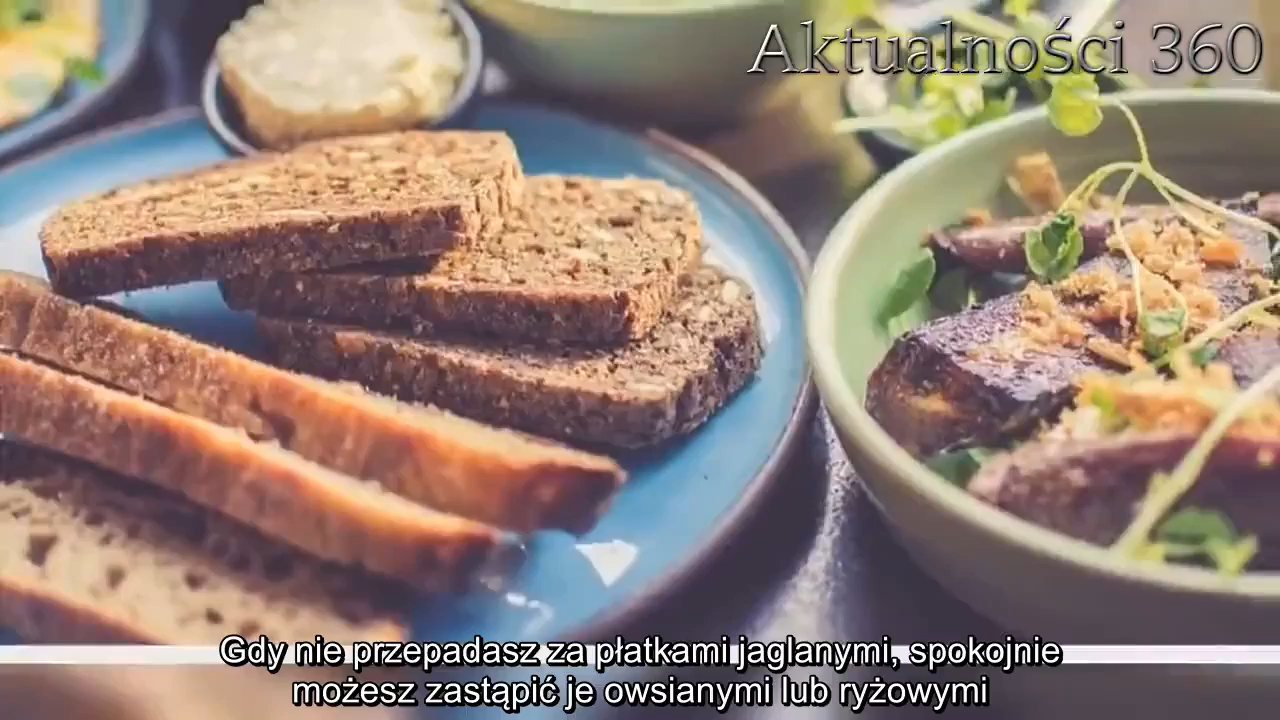 Aktualności 360
Gdy nie przepadasz za płatkami jaglanymi, spokojnie
możesz zastąpić je owsianymi lub ryżowymi